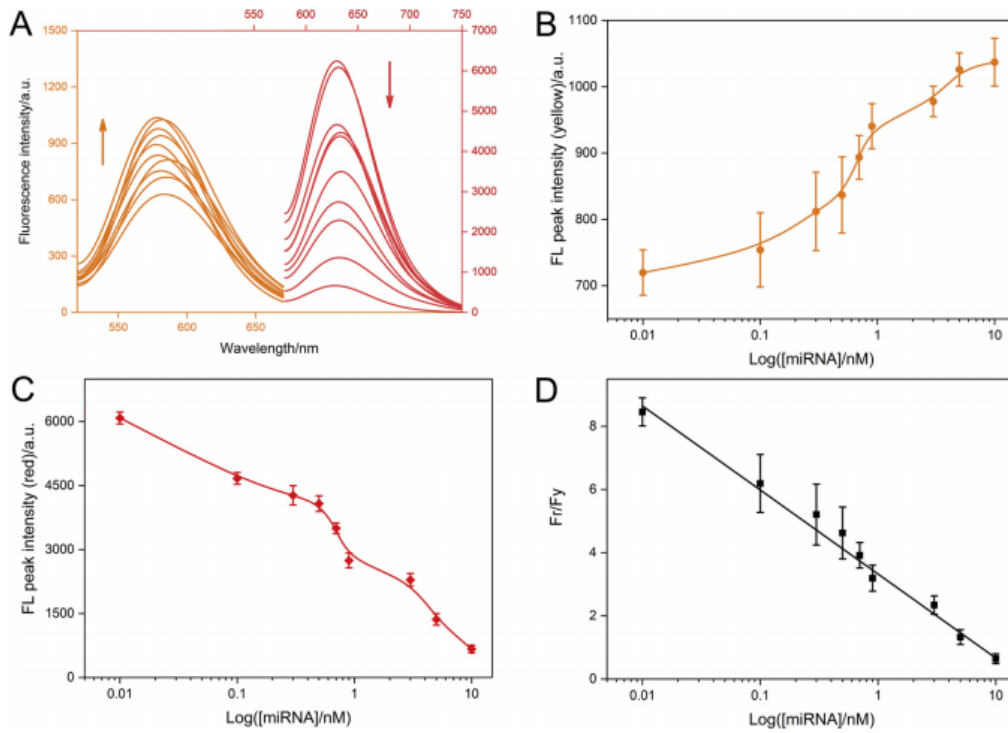 A
550 600 650 700 750
1500
1200
900
600
300
0
Fluorescence intensity/a.u.
7000
6000
5000
4000
3000
2000
1000
0
550 600 650
Wavelength/nm
B
1100
1000
900
800
700
FL peak intensity (yellow)/a.u.
0.01 0.1 1 10
Log([miRNA]/nM)
C
6000
4500
3000
1500
0
FL peak intensity (red)/a.u.
0.01 0.1 1 10
Log([miRNA]/nM)
D
8
6
4
2
0
Fr/Fy
0.01 0.1 1 10
Log([miRNA]/nM)